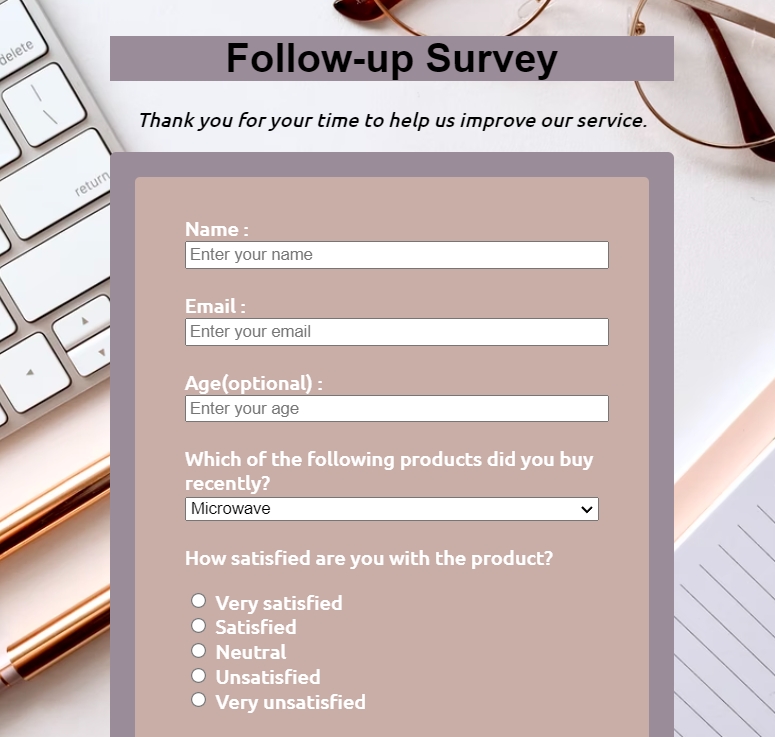 delete
return
Follow-up Survey
Thank you for your time to help us improve our service.
Name :
Enter your name
Email :
Enter your email
Age(optional) :
Enter your age
Which of the following products did you buy
recently?
Microwave
How satisfied are you with the product?
Very satisfied
Satisfied
Neutral
Unsatisfied
Very unsatisfied